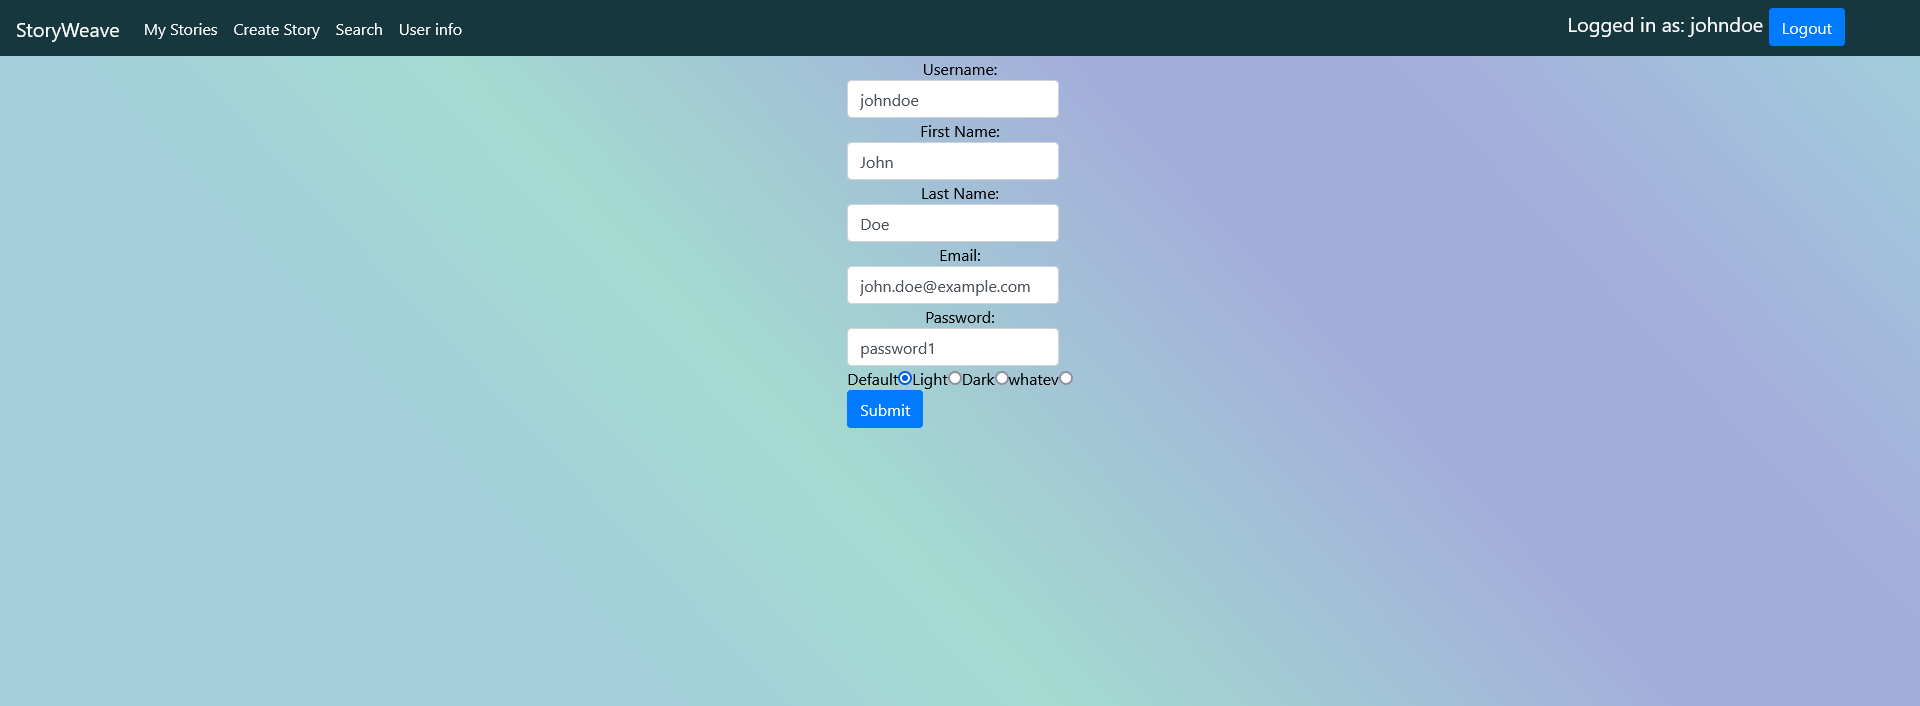 StoryWeave My Stories Create Story Search User info Logged in as: johndoe Logout
Username:
johndoe
First Name:
John
Last Name:
Doe
Email:
john.doe@example.com
Password:
password1
Default Light Dark whatev
Submit